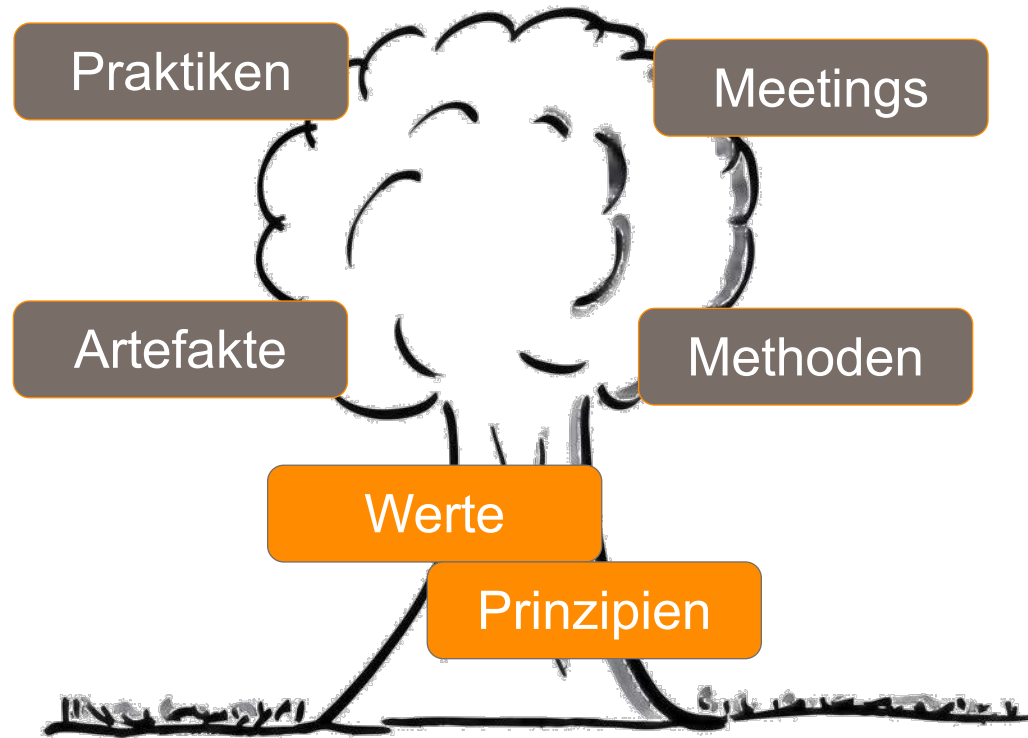 Praktiken
Meetings
Artefakte
Methoden
Werte
Prinzipien